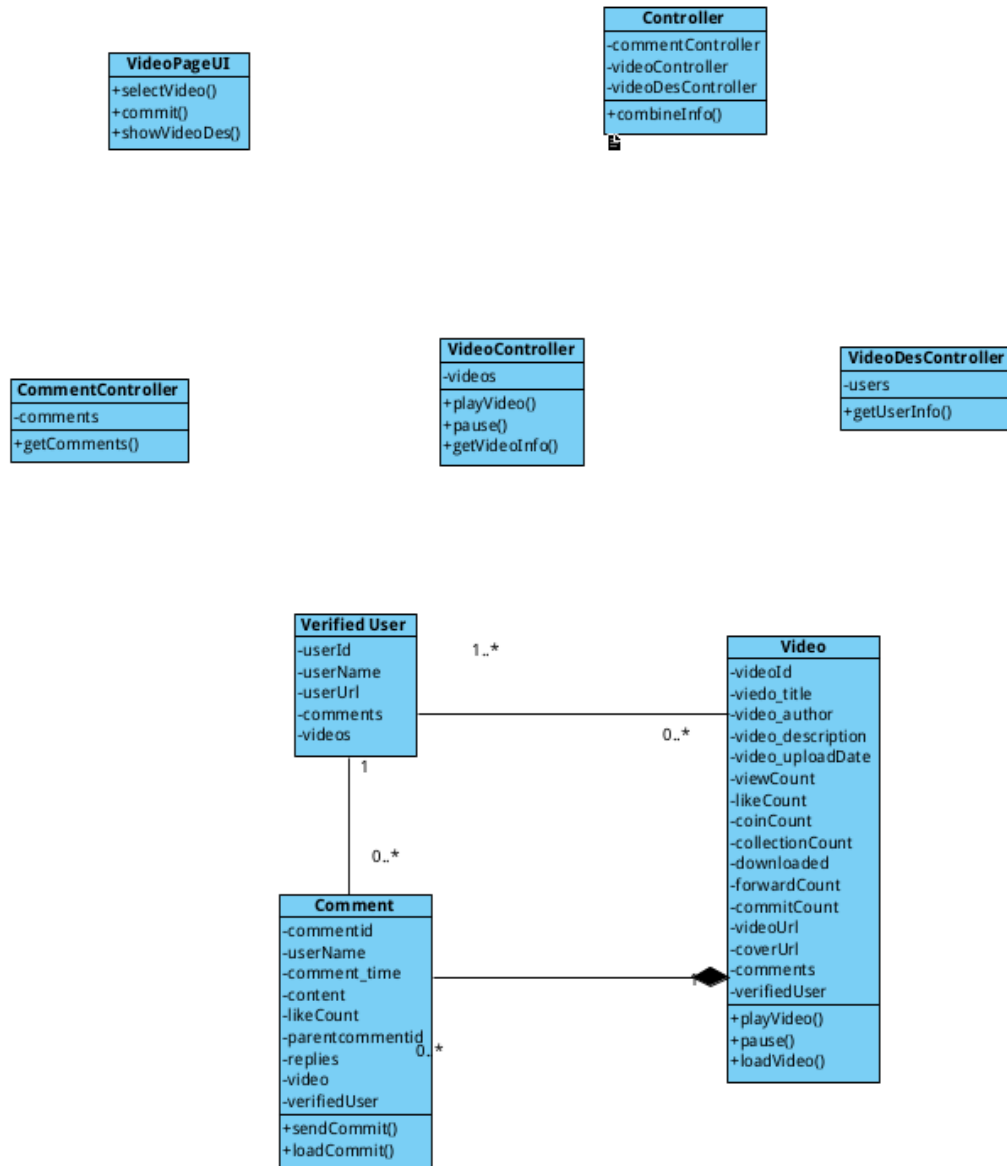 VideoPageUI
+selectVideo()
+commit()
+showVideoDes()
Controller
-commentController
-videoController
-videoDesController
+combineInfo()
CommentController
-comments
+getComments()
VideoController
-videos
+playVideo()
+pause()
+getVideoInfo()
VideoDesController
-users
+getUserInfo()
Verified User
-userId
-userName
-userUrl
-comments
-videos
1..*
0..*
1
0..*
Video
-videoId
-viedo_title
-video_author
-video_description
-video_uploadDate
-viewCount
-likeCount
-coinCount
-collectionCount
-downloaded
-forwardCount
-commitCount
-videoUrl
-coverUrl
-comments
-verifiedUser
+playVideo()
+pause()
+loadVideo()
Comment
-commentid
-userName
-comment_time
-content
-likeCount
-parentcommentid
-replies
-video
-verifiedUser
+sendCommit()
+loadCommit()
0..*
1